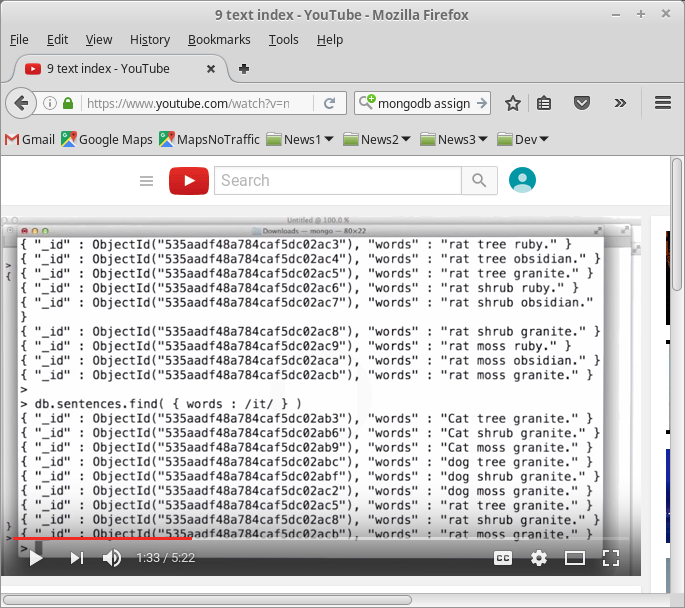 9 text index - YouTube - Mozilla Firefox
File Edit View History Bookmarks Tools Help
9 text index - YouTube
https://www.youtube.com/watch?v=n
mongodb assign
Gmail Google Maps MapsNoTraffic News1 News2 News3 Dev
Search
Untitled @ 100.0 %
Downloads — mongo — 80×22
{ "_id" : ObjectId("535aadf48a784caf5dc02ac3"), "words" : "rat tree ruby." }
{ "_id" : ObjectId("535aadf48a784caf5dc02ac4"), "words" : "rat tree obsidian." }
{ "_id" : ObjectId("535aadf48a784caf5dc02ac5"), "words" : "rat tree granite." }
{ "_id" : ObjectId("535aadf48a784caf5dc02ac6"), "words" : "rat shrub ruby." }
{ "_id" : ObjectId("535aadf48a784caf5dc02ac7"), "words" : "rat shrub obsidian."
}
{ "_id" : ObjectId("535aadf48a784caf5dc02ac8"), "words" : "rat shrub granite." }
{ "_id" : ObjectId("535aadf48a784caf5dc02ac9"), "words" : "rat moss ruby." }
{ "_id" : ObjectId("535aadf48a784caf5dc02aca"), "words" : "rat moss obsidian." }
{ "_id" : ObjectId("535aadf48a784caf5dc02acb"), "words" : "rat moss granite." }
>
> db.sentences.find( { words : /it/ } )
{ "_id" : ObjectId("535aadf48a784caf5dc02ab3"), "words" : "Cat tree granite." }
{ "_id" : ObjectId("535aadf48a784caf5dc02ab6"), "words" : "Cat shrub granite." }
{ "_id" : ObjectId("535aadf48a784caf5dc02ab9"), "words" : "Cat moss granite." }
{ "_id" : ObjectId("535aadf48a784caf5dc02abc"), "words" : "dog tree granite." }
{ "_id" : ObjectId("535aadf48a784caf5dc02abf"), "words" : "dog shrub granite." }
{ "_id" : ObjectId("535aadf48a784caf5dc02ac2"), "words" : "dog moss granite." }
{ "_id" : ObjectId("535aadf48a784caf5dc02ac5"), "words" : "rat tree granite." }
{ "_id" : ObjectId("535aadf48a784caf5dc02ac8"), "words" : "rat shrub granite." }
{ "_id" : ObjectId("535aadf48a784caf5dc02acb"), "words" : "rat moss granite." }
>
1:33 / 5:22
CC